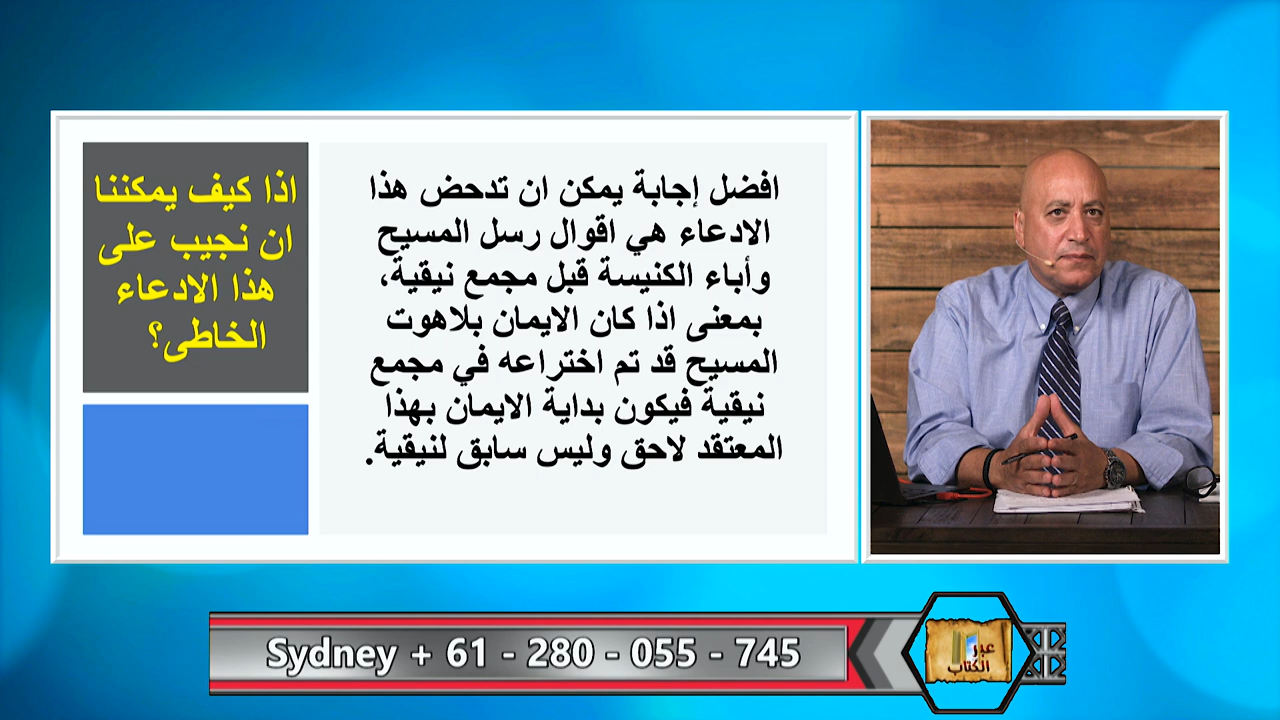 اذا كيف يمكننا
ان نجيب على
هذا الادعاء
الخاطى؟
افضل إجابة يمكن ان تدحض هذا
الادعاء هي اقوال رسل المسيح
وأباء الكنيسة قبل مجمع نيقية،
بمعنى اذا كان الايمان بلاهوت
المسيح قد تم اختراعه في مجمع
نيقية فيكون بداية الايمان بهذا
المعتقد لاحق وليس سابق لنيقية.
Sydney + 61 - 280 - 055 - 745
عبر
الكتاب